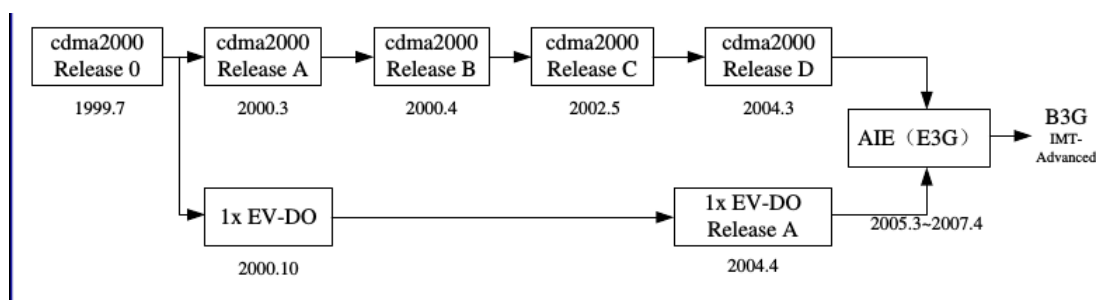 cdma2000
Release 0
1999.7
cdma2000
Release A
2000.3
cdma2000
Release B
2000.4
cdma2000
Release C
2002.5
cdma2000
Release D
2004.3
AIE（E3G）
B3G
IMT-
Advanced
1x EV-DO
2000.10
1x EV-DO
Release A
2004.4
2005.3~2007.4